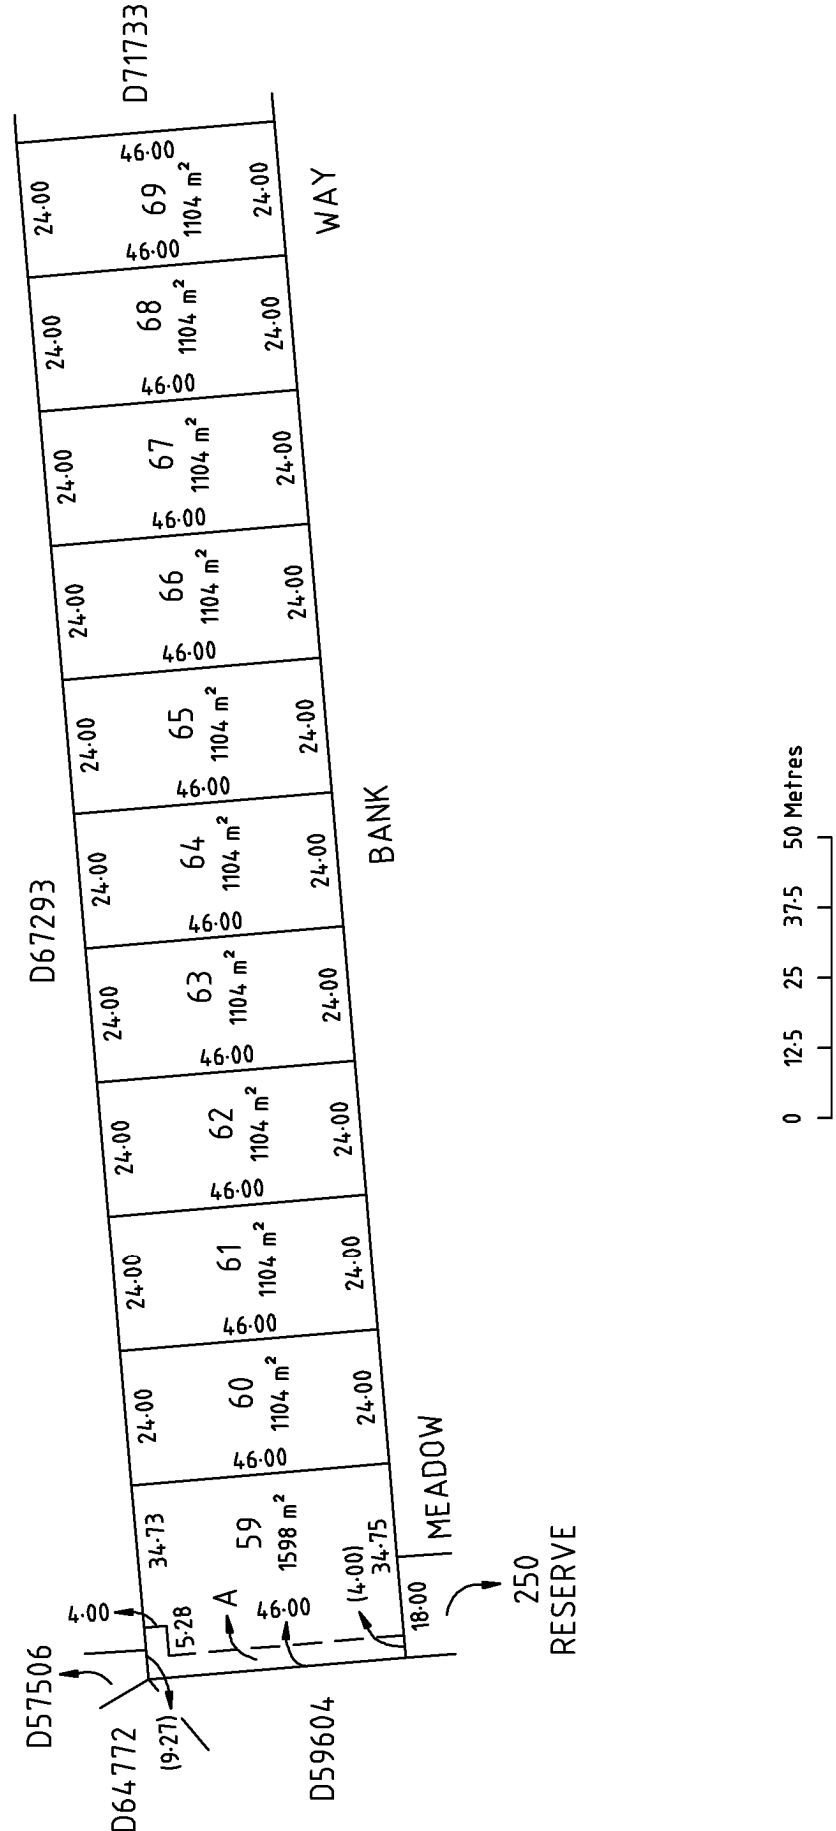 D71733
46·00
24·00
69
1104 m²
24·00
WAY
46·00
24·00
68
1104 m²
24·00
46·00
24·00
67
1104 m²
24·00
46·00
24·00
66
1104 m²
24·00
46·00
24·00
65
1104 m²
24·00
46·00
D67293
24·00
64
1104 m²
24·00
BANK
46·00
24·00
63
1104 m²
24·00
46·00
24·00
62
1104 m²
24·00
46·00
24·00
61
1104 m²
24·00
46·00
24·00
60
1104 m²
24·00
46·00
34·73
59
1598 m²
34·75
MEADOW
4·00
5·28
A
46·00
(4·00)
18·00
250
RESERVE
D57506
D64772
(9·27)
D59604
0 12·5 25 37·5 50 Metres